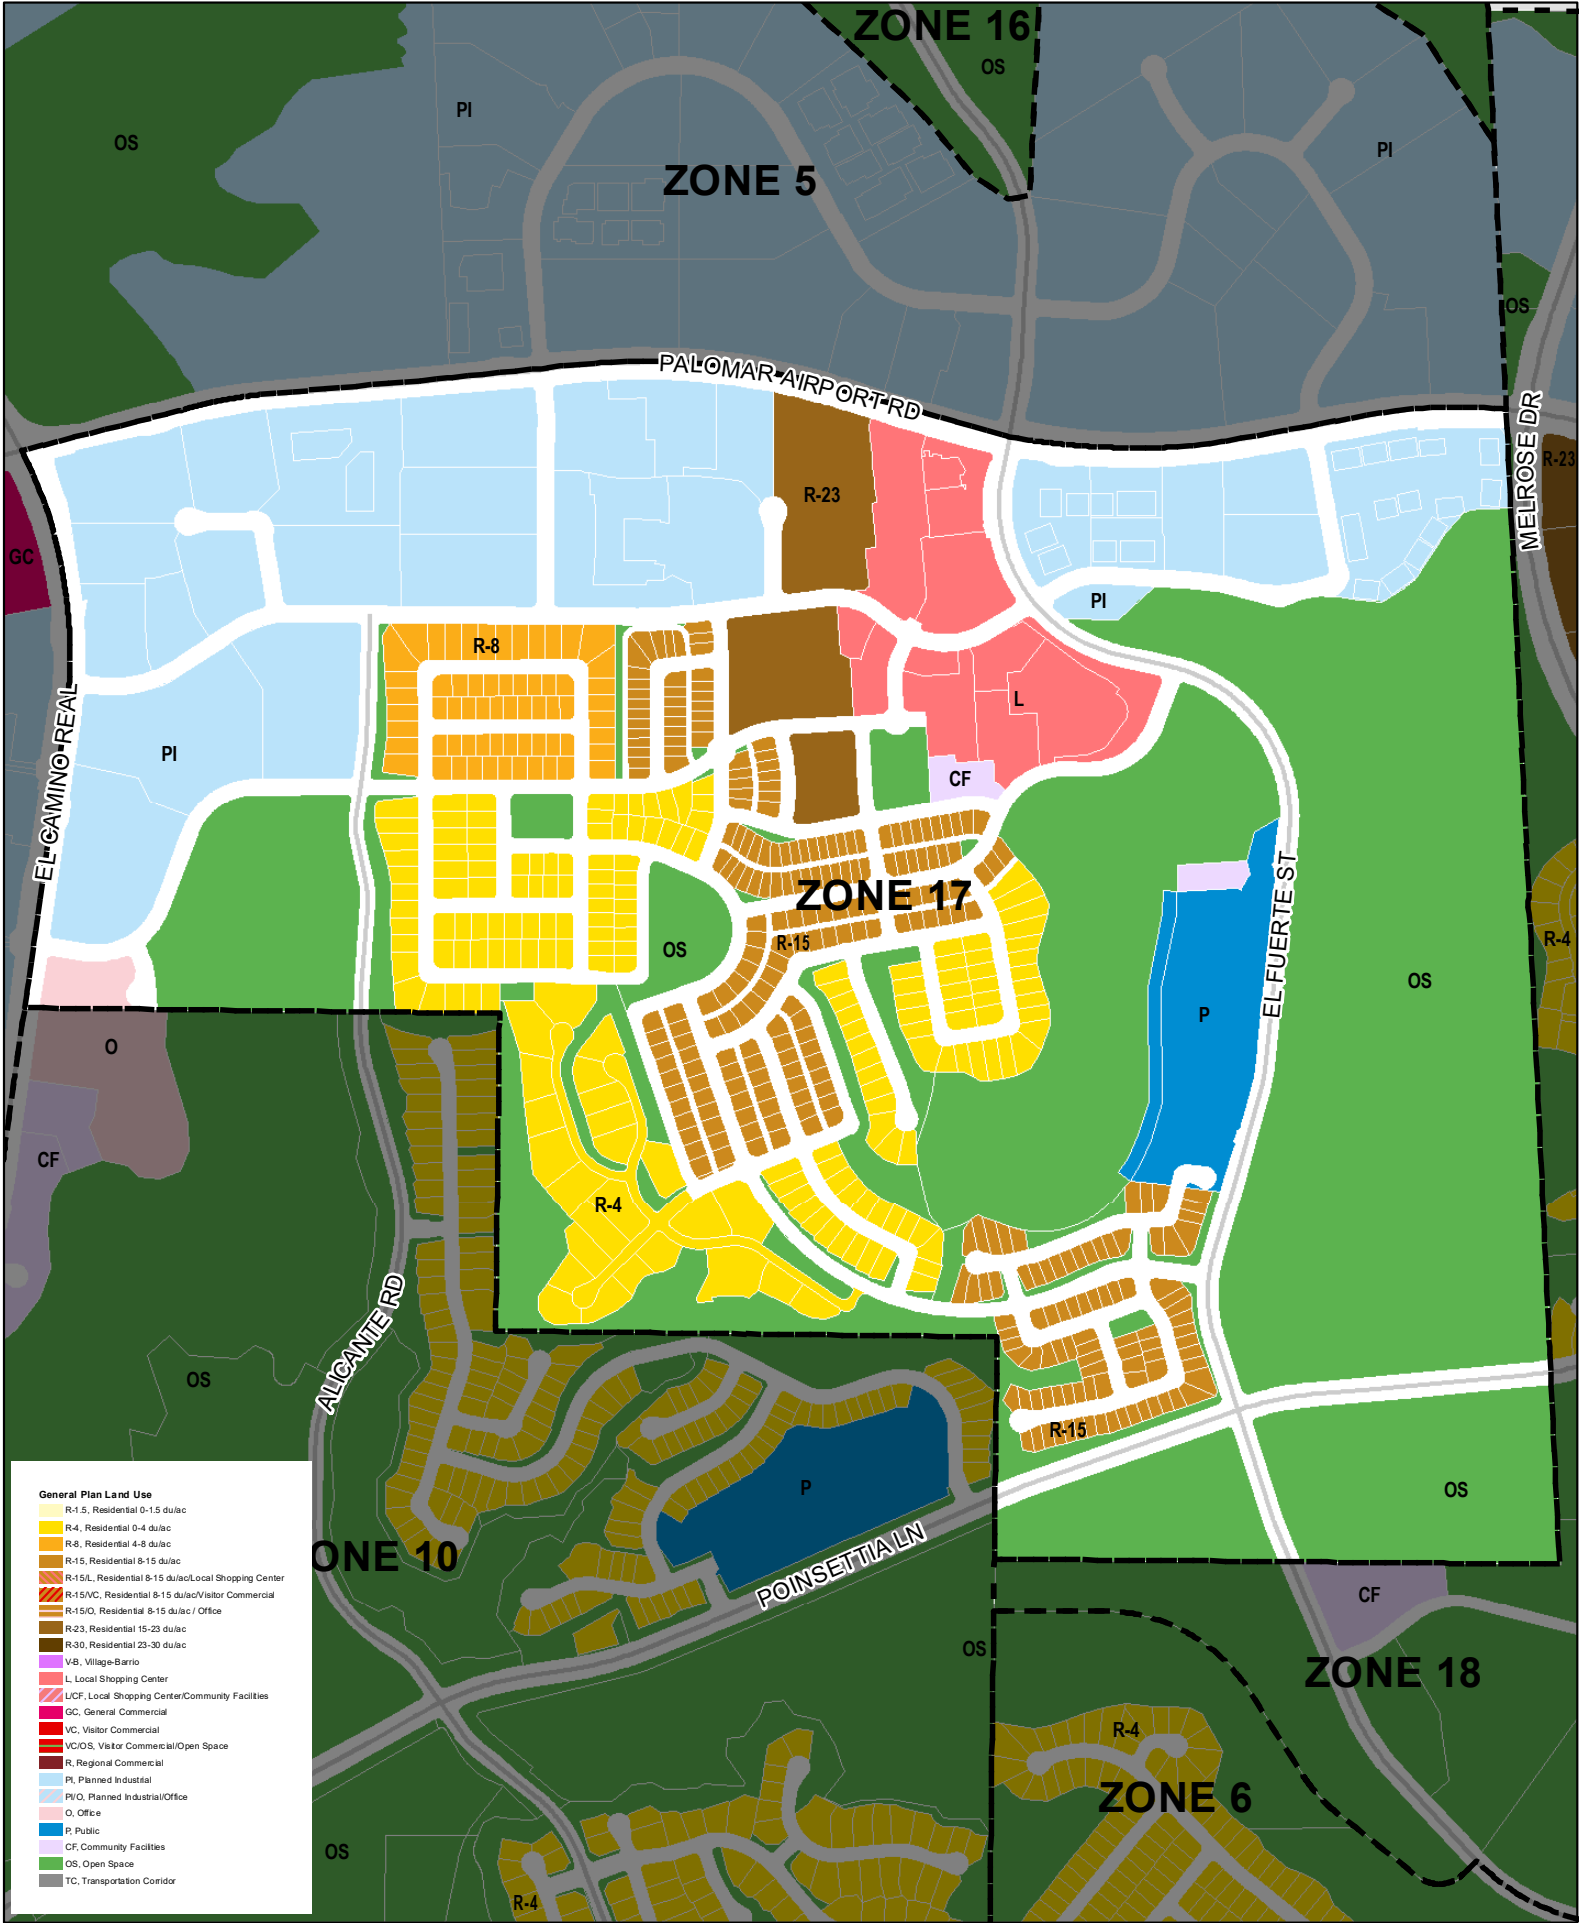 ZONE 16
OS
PI
OS
PI
ZONE 5
OS
PALOMAR AIRPORT RD
MELROSE DR
R-23
R-23
GC
PI
R-8
EL CAMINO REAL
L
PI
CF
ZONE 17
EL FUERTE ST
R-15
OS
R-4
OS
P
O
CF
R-4
ALICANTE RD
OS
R-15
P
OS
General Plan Land Use
R-1.5, Residential 0-1.5 du/ac
R-4, Residential 0-4 du/ac
R-8, Residential 4-8 du/ac
R-15, Residential 8-15 du/ac
R-15/L, Residential 8-15 du/ac/Local Shopping Center
R-15/VC, Residential 8-15 du/ac/Visitor Commercial
R-15/O, Residential 8-15 du/ac / Office
R-23, Residential 15-23 du/ac
R-30, Residential 23-30 du/ac
V-B, Village-Barrio
L, Local Shopping Center
L/CF, Local Shopping Center/Community Facilities
GC, General Commercial
VC, Visitor Commercial
VC/OS, Visitor Commercial/Open Space
R, Regional Commercial
PI, Planned Industrial
PI/O, Planned Industrial/Office
O, Office
P, Public
CF, Community Facilities
OS, Open Space
TC, Transportation Corridor
ONE 10
POINSETTIA LN
CF
OS
ZONE 18
R-4
ZONE 6
OS
R-4